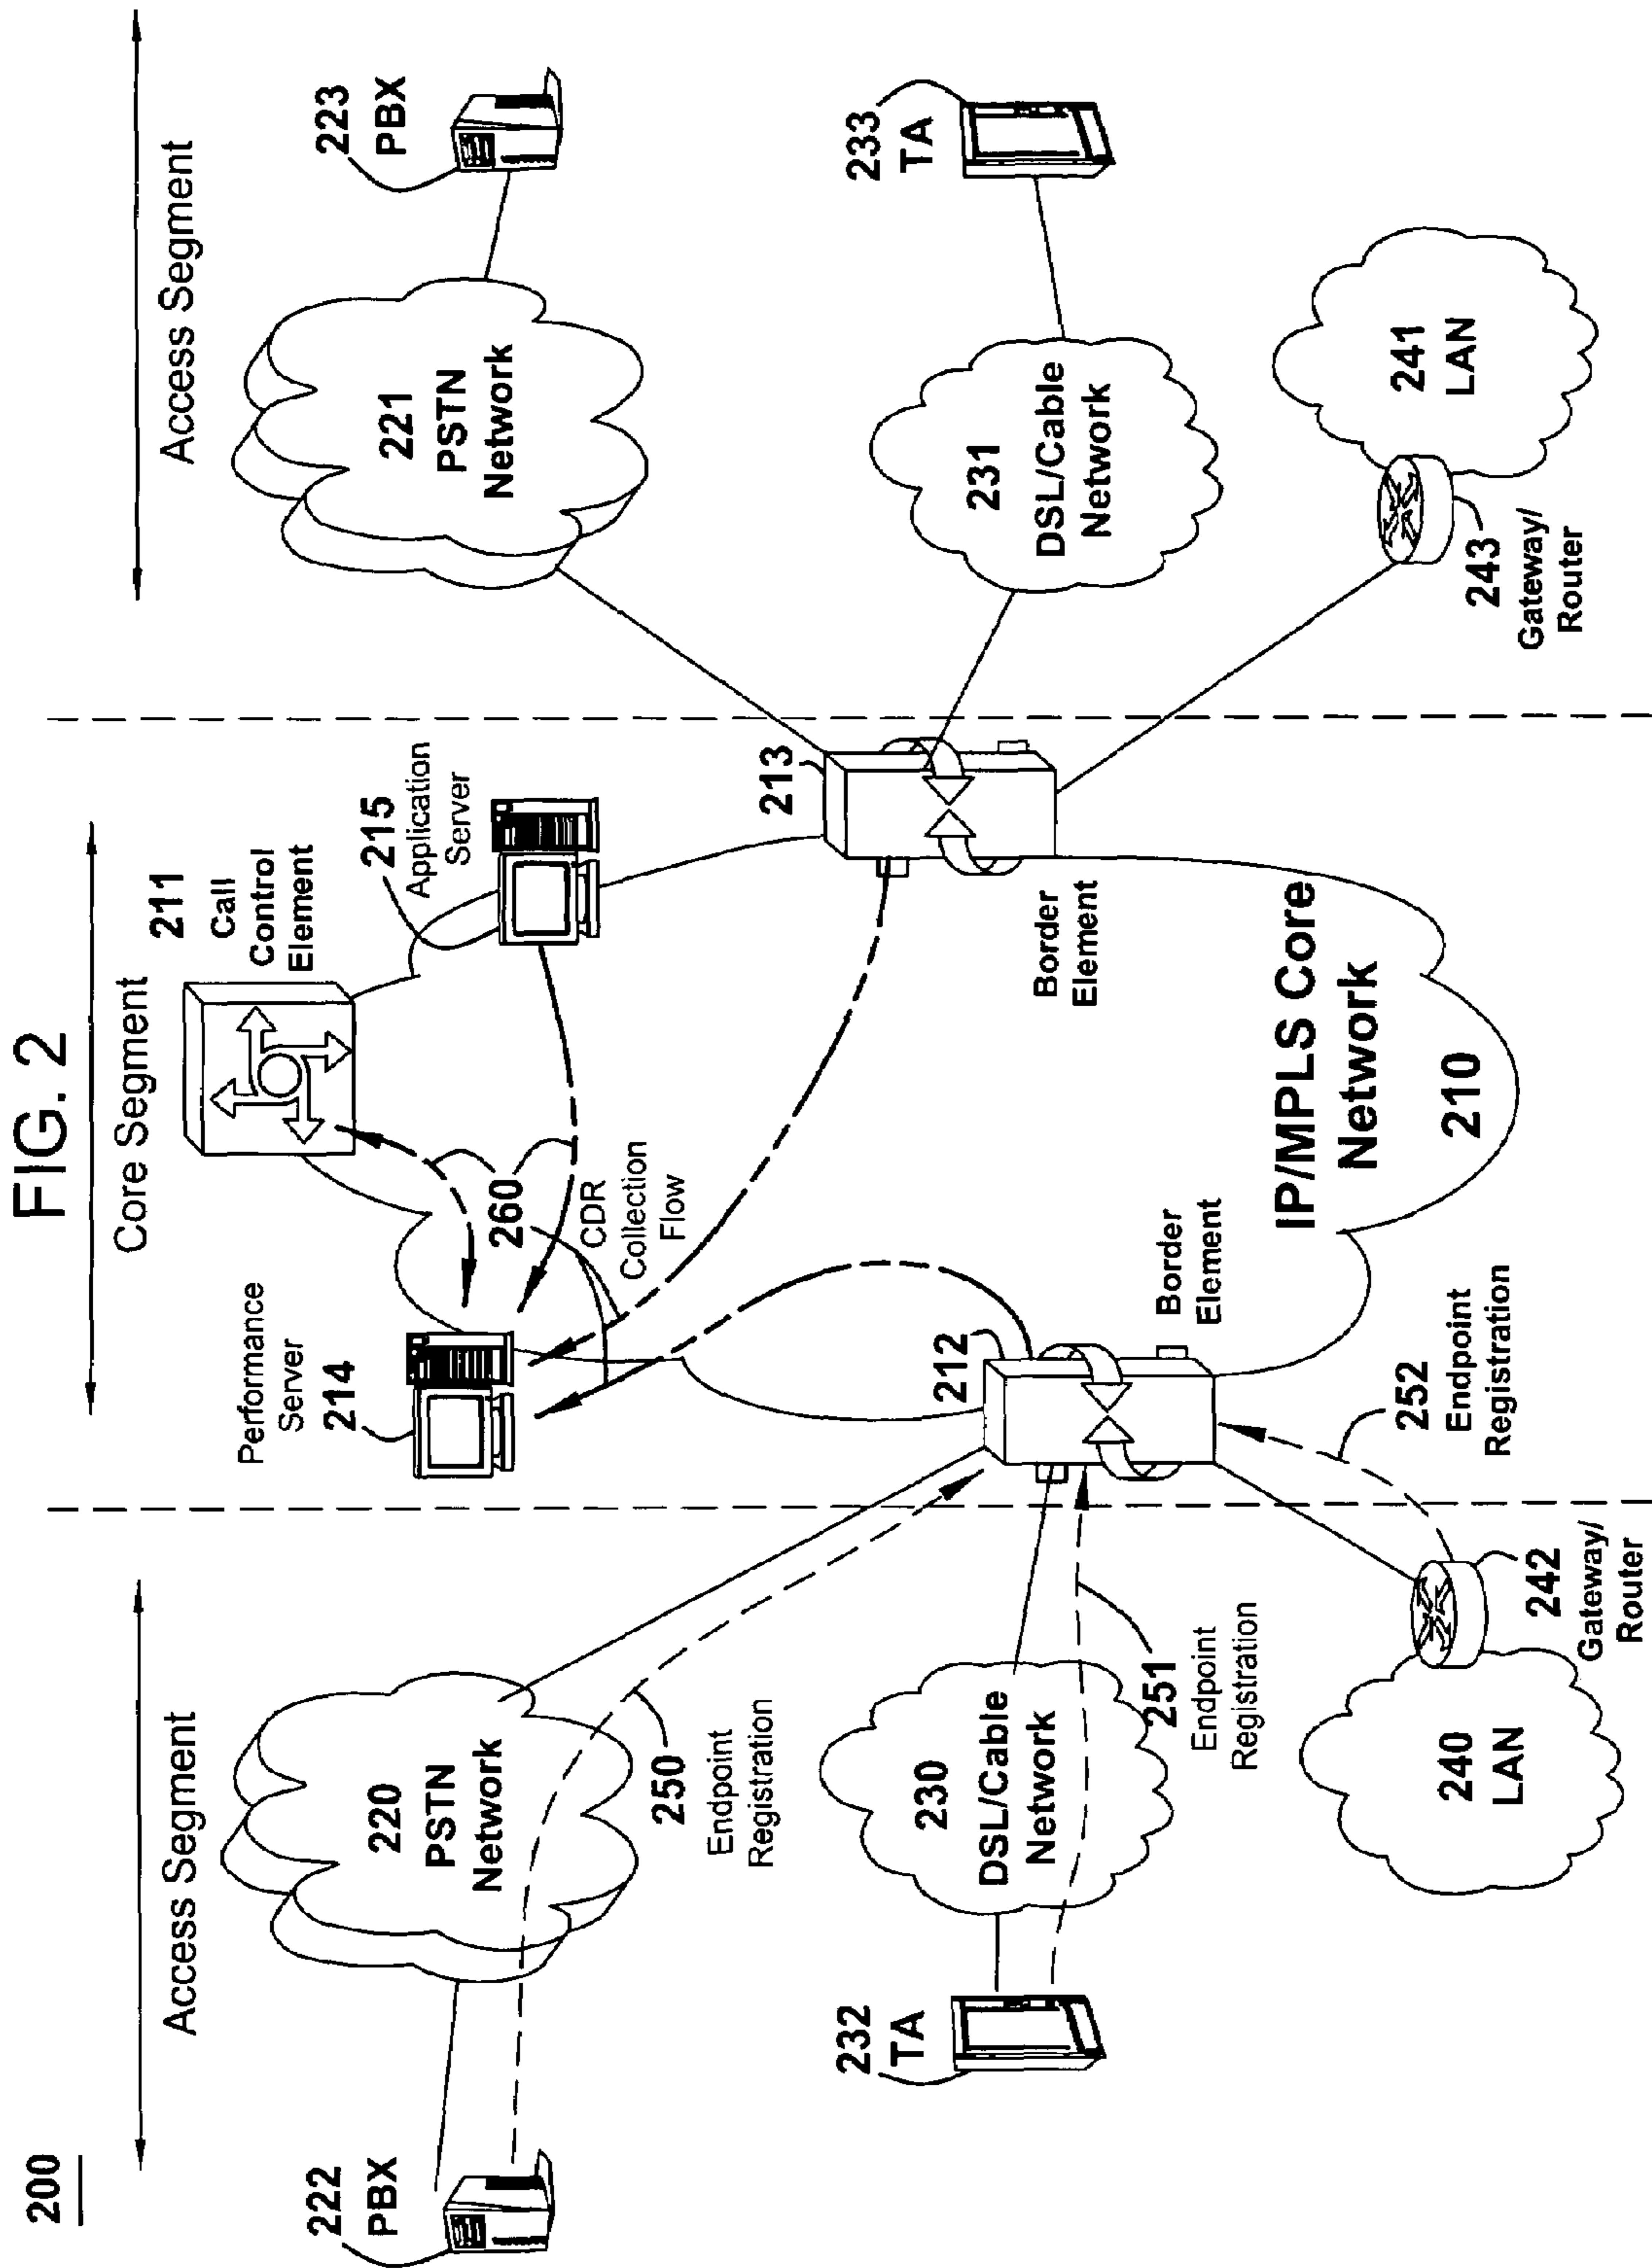 200
FIG. 2
Access Segment
Core Segment
Access Segment
222
PBX
220
PSTN
Network
250
Endpoint
Registration
232
TA
230
DSL/Cable
Network
251
Endpoint
Registration
240
LAN
242
Gateway/
Router
252
Endpoint
Registration
Performance
Server
214
211
Call
Control
Element
215
Application
Server
260
CDR
Collection
Flow
212
Border
Element
213
Border
Element
IP/MPLS Core
Network
210
221
PSTN
Network
223
PBX
231
DSL/Cable
Network
233
TA
241
LAN
243
Gateway/
Router